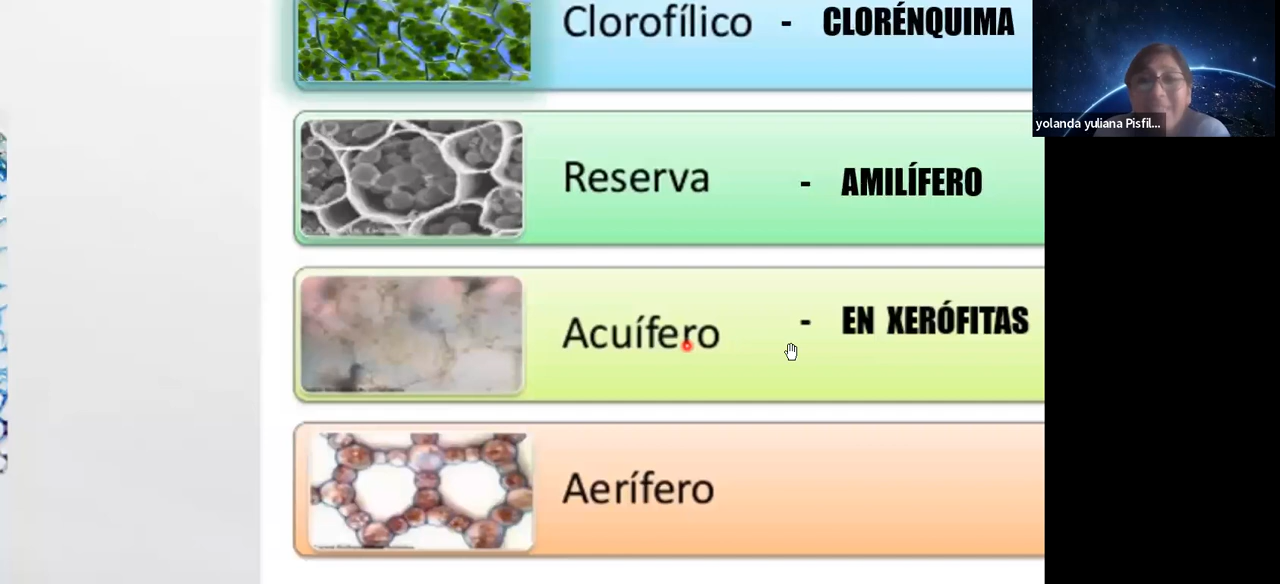 Clorofílico - CLORÉNQUIMA
yolanda yuliana Pisfil...
Reserva - AMILÍFERO
Acuífero - EN XERÓFITAS
Aerífero